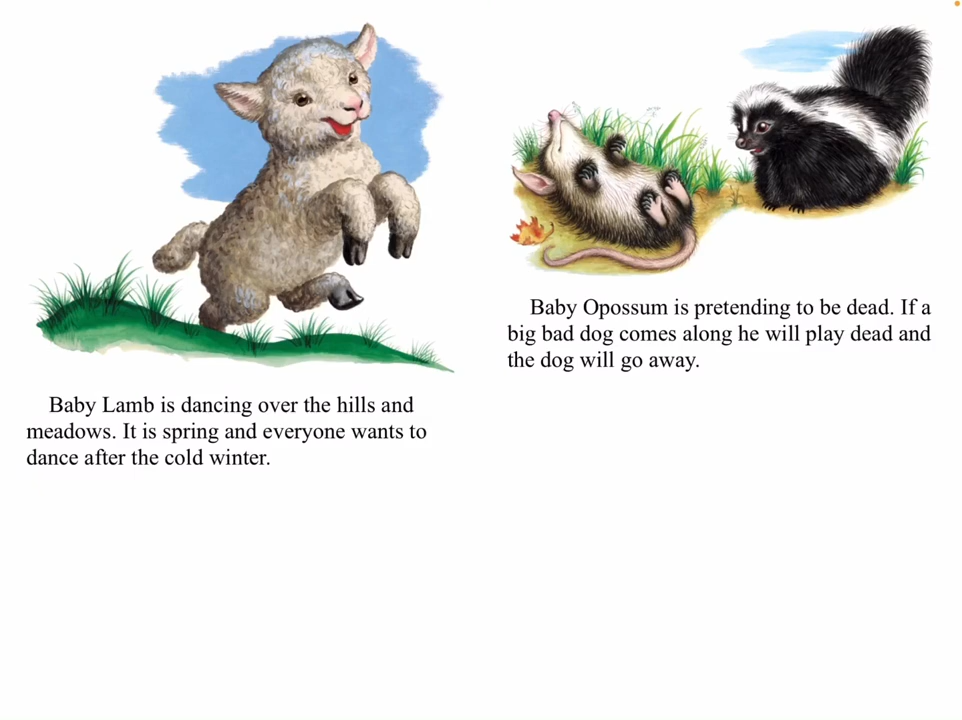 Baby Lamb is dancing over the hills and
meadows. It is spring and everyone wants to
dance after the cold winter.
Baby Opossum is pretending to be dead. If a
big bad dog comes along he will play dead and
the dog will go away.